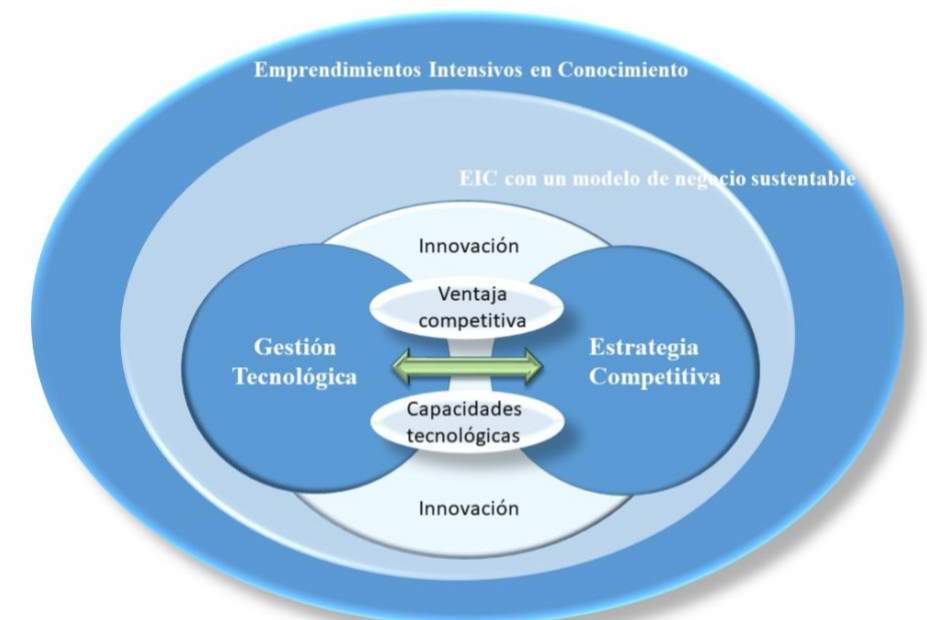 Emprendimientos Intensivos en Conocimiento
EIC con un modelo de negocio sustentable
Innovación
Ventaja
competitiva
Gestión
Tecnológica
Estrategia
Competitiva
Capacidades
tecnológicas
Innovación